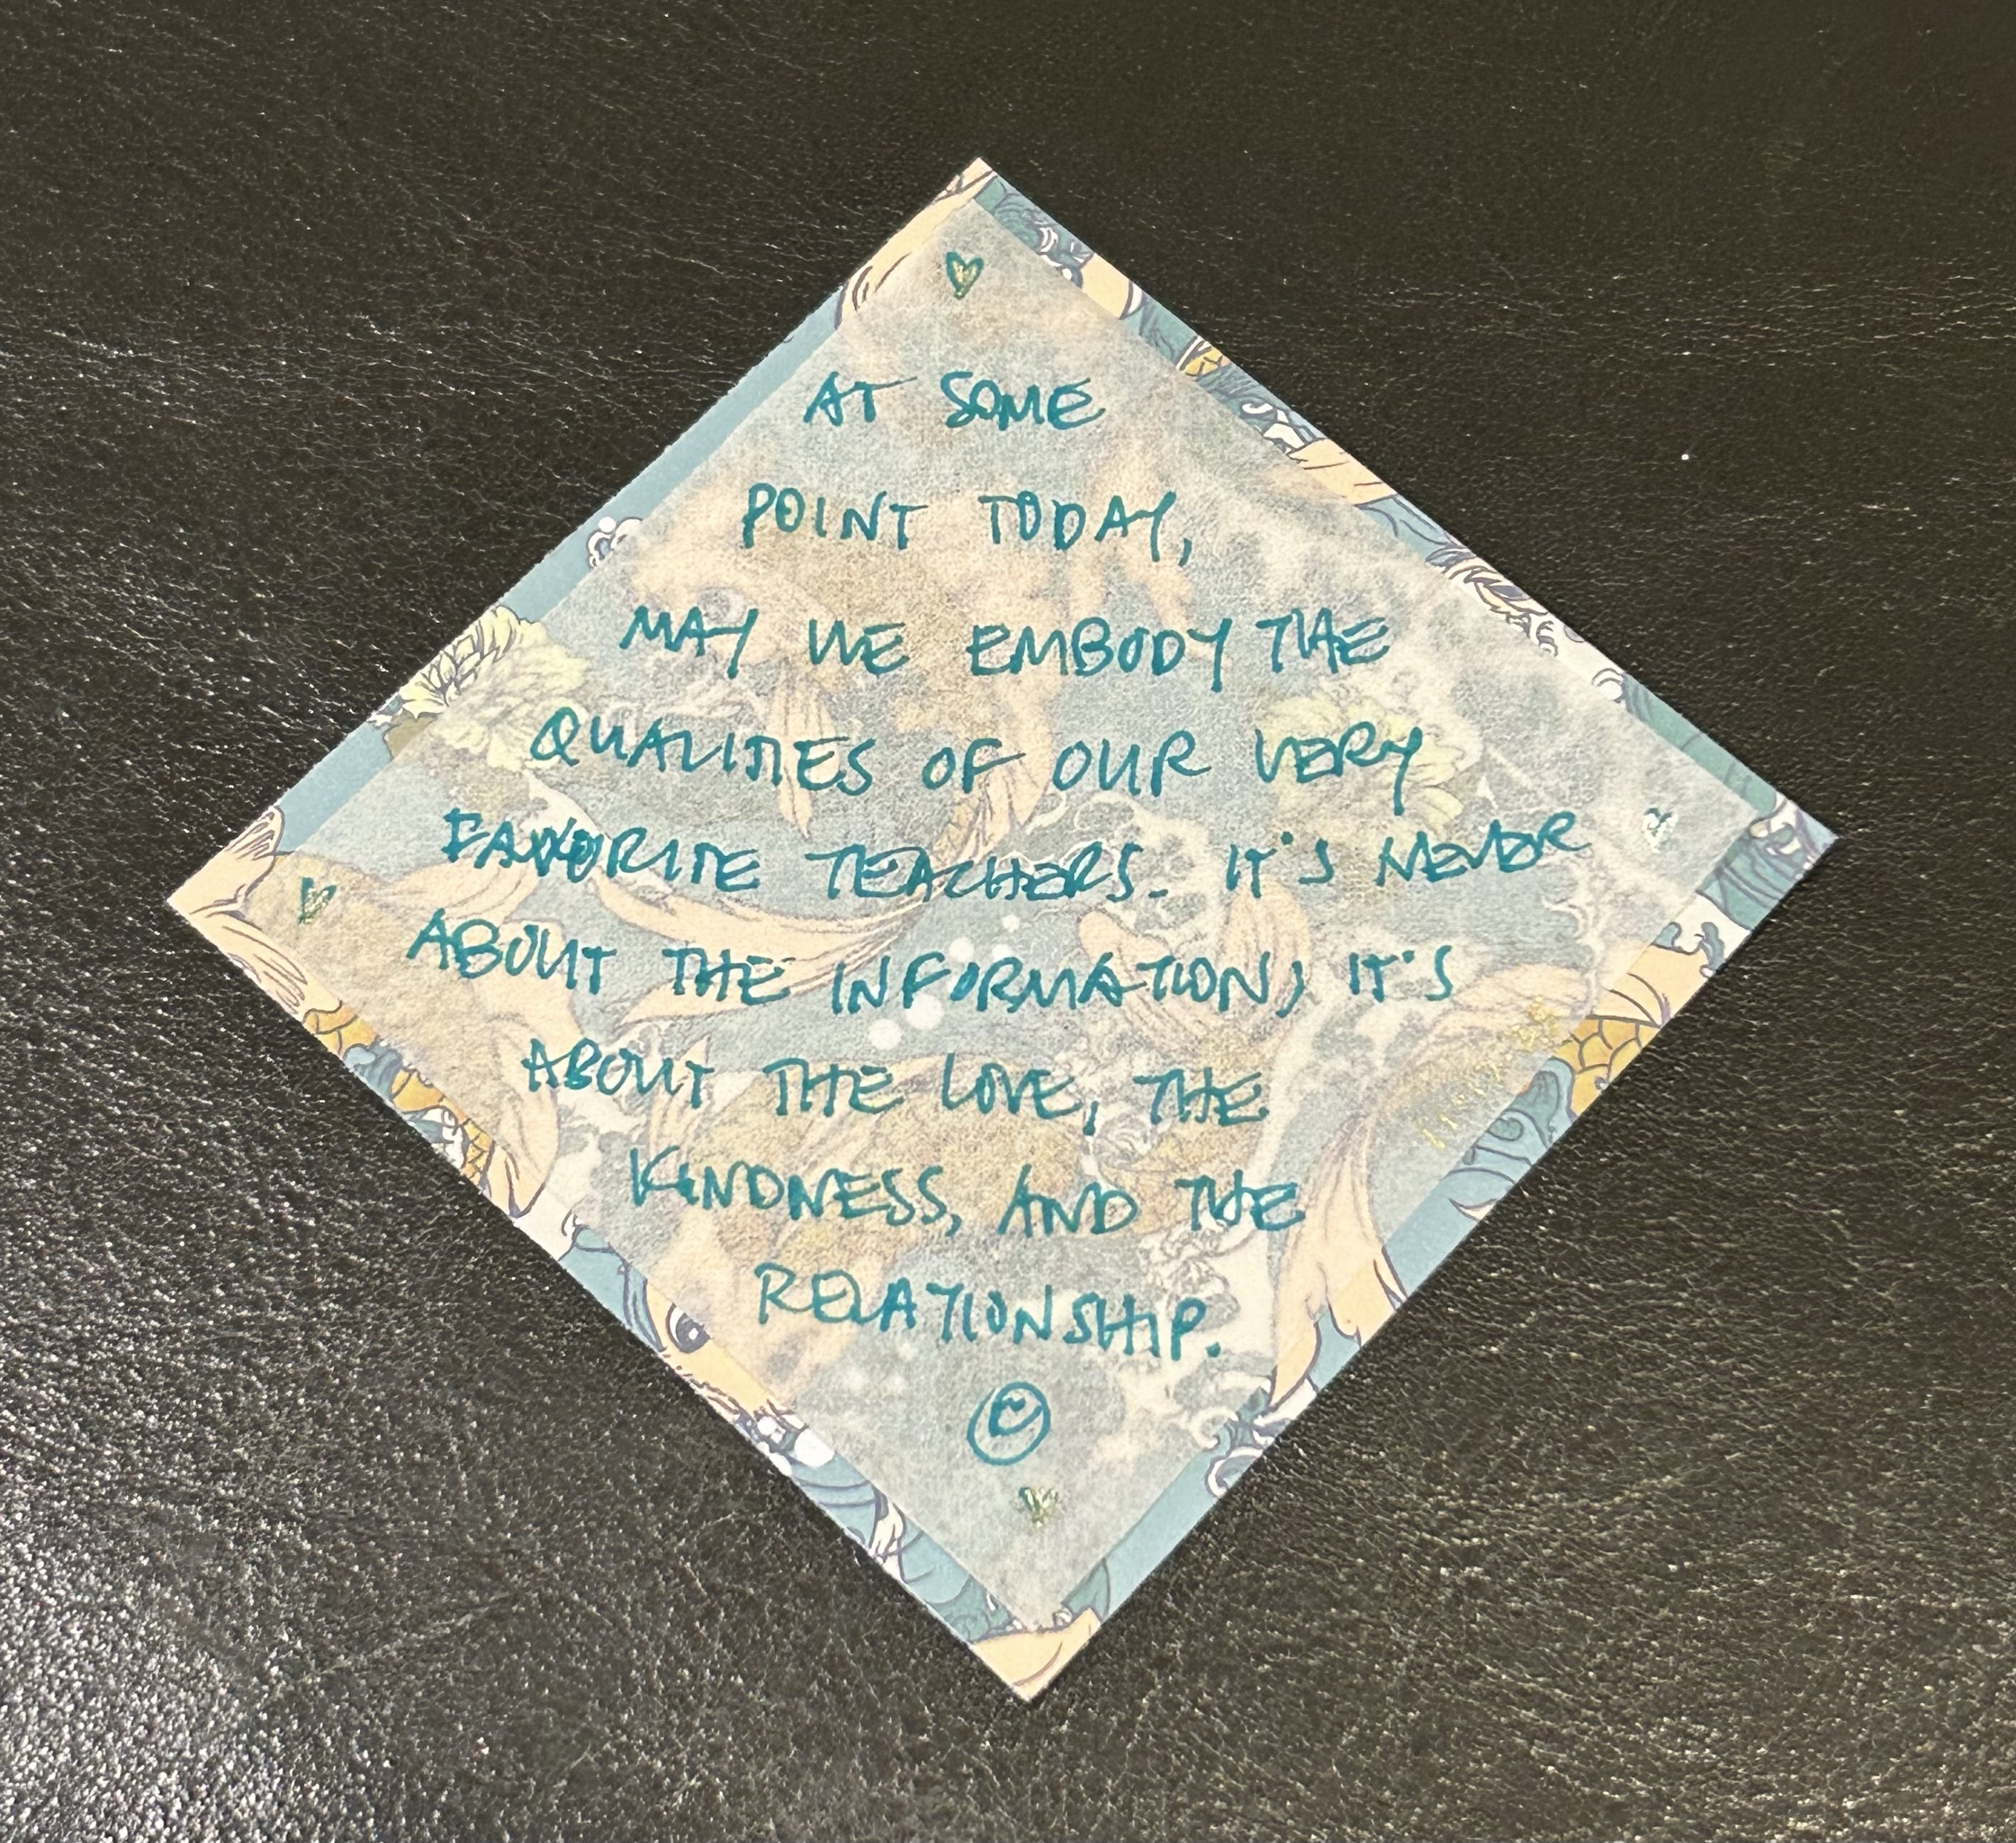 AT SOME
POINT TODAY,
MAY WE EMBODY THE
QUALITIES OF OUR VERY
FAVORITE TEACHERS. IT'S NEVER
ABOUT THE INFORMATION; IT'S
ABOUT THE LOVE, THE
KINDNESS, AND THE
RELATIONSHIP.